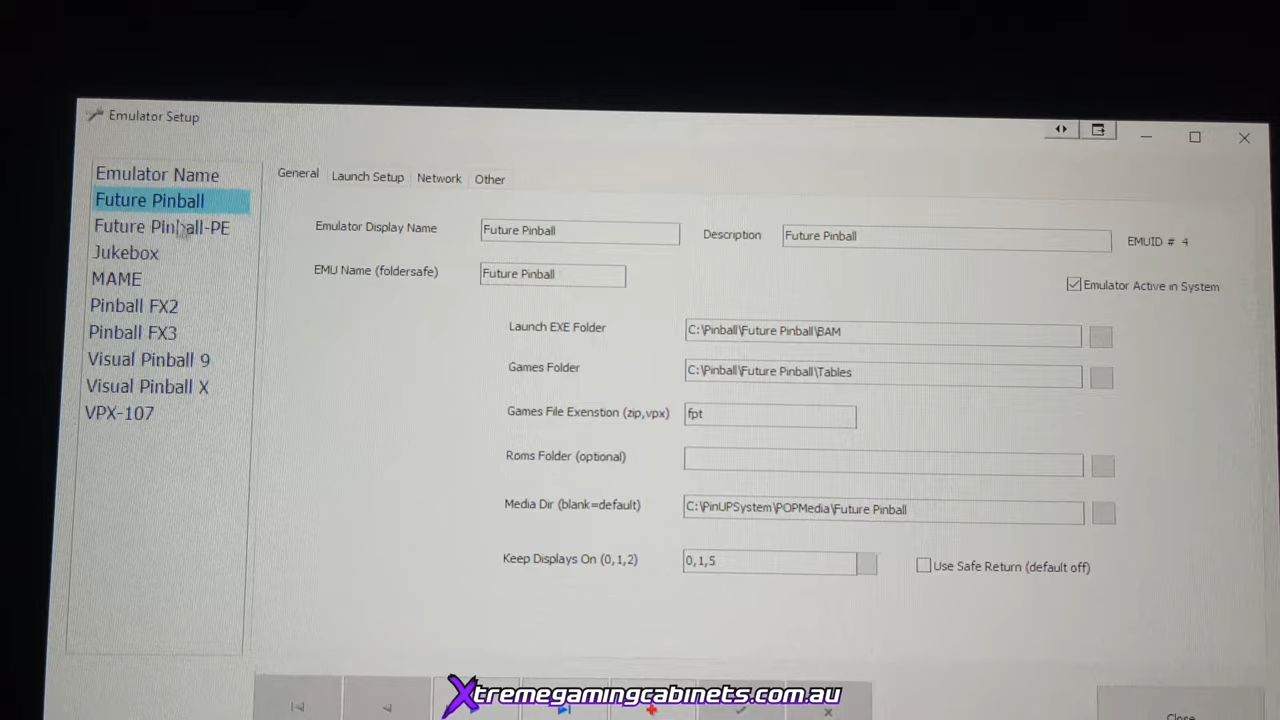 Emulator Setup
Emulator Name
Future Pinball
Future Pinball-PE
Jukebox
MAME
Pinball FX2
Pinball FX3
Visual Pinball 9
Visual Pinball X
VPX-107
General Launch Setup Network Other
Emulator Display Name Future Pinball Description Future Pinball EMUID # 4
EMU Name (foldersafe) Future Pinball
Emulator Active in System
Launch EXE Folder C:\Pinball\Future Pinball\BAM
Games Folder C:\Pinball\Future Pinball\Tables
Games File Exenstion (zip,vpx) fpt
Roms Folder (optional)
Media Dir (blank=default) C:\PinUPSystem\POPMedia\Future Pinball
Keep Displays On (0,1,2) 0,1,5 Use Safe Return (default off)
Xtremegamingcabinets.com.au
Close